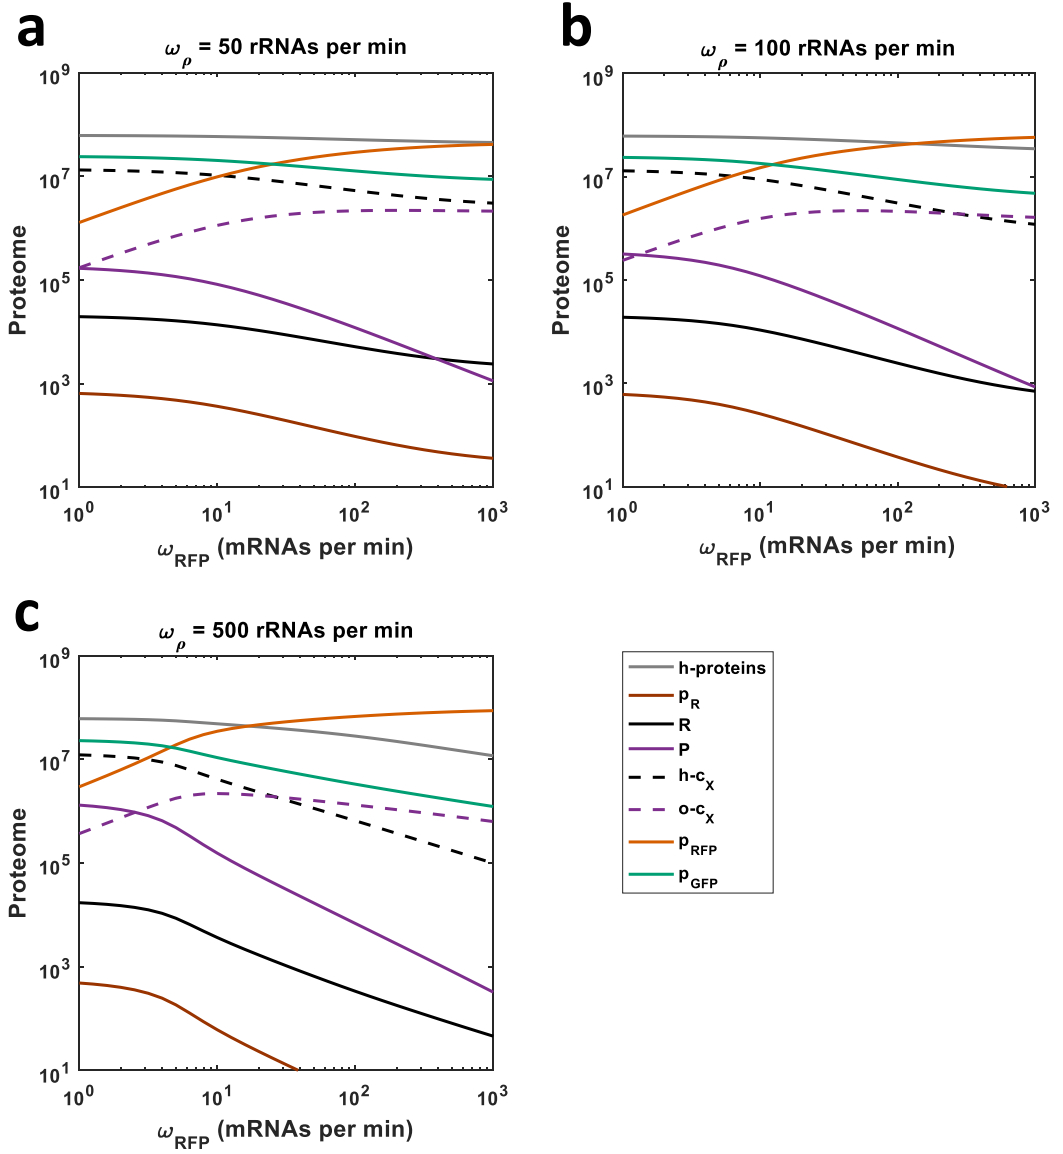 a
ωρ = 50 rRNAs per min
10^9
10^7
10^5
10^3
10^1
Proteome
10^0 10^1 10^2 10^3
ωRFP (mRNAs per min)
b
ωρ = 100 rRNAs per min
10^9
10^7
10^5
10^3
10^1
Proteome
10^0 10^1 10^2 10^3
ωRFP (mRNAs per min)
c
ωρ = 500 rRNAs per min
10^9
10^7
10^5
10^3
10^1
Proteome
10^0 10^1 10^2 10^3
ωRFP (mRNAs per min)
h-proteins
pR
R
P
h-cX
o-cX
pRFP
pGFP